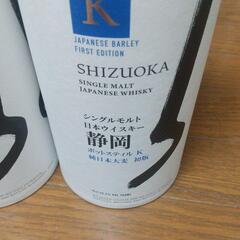 K
JAPANESE BARLEY
FIRST EDITION
SHIZUOKA
SINGLE MALT
JAPANESE WHISKY
シングルモルト
日本ウイスキー
静岡
ポットスティル K
純日本大麦 初版